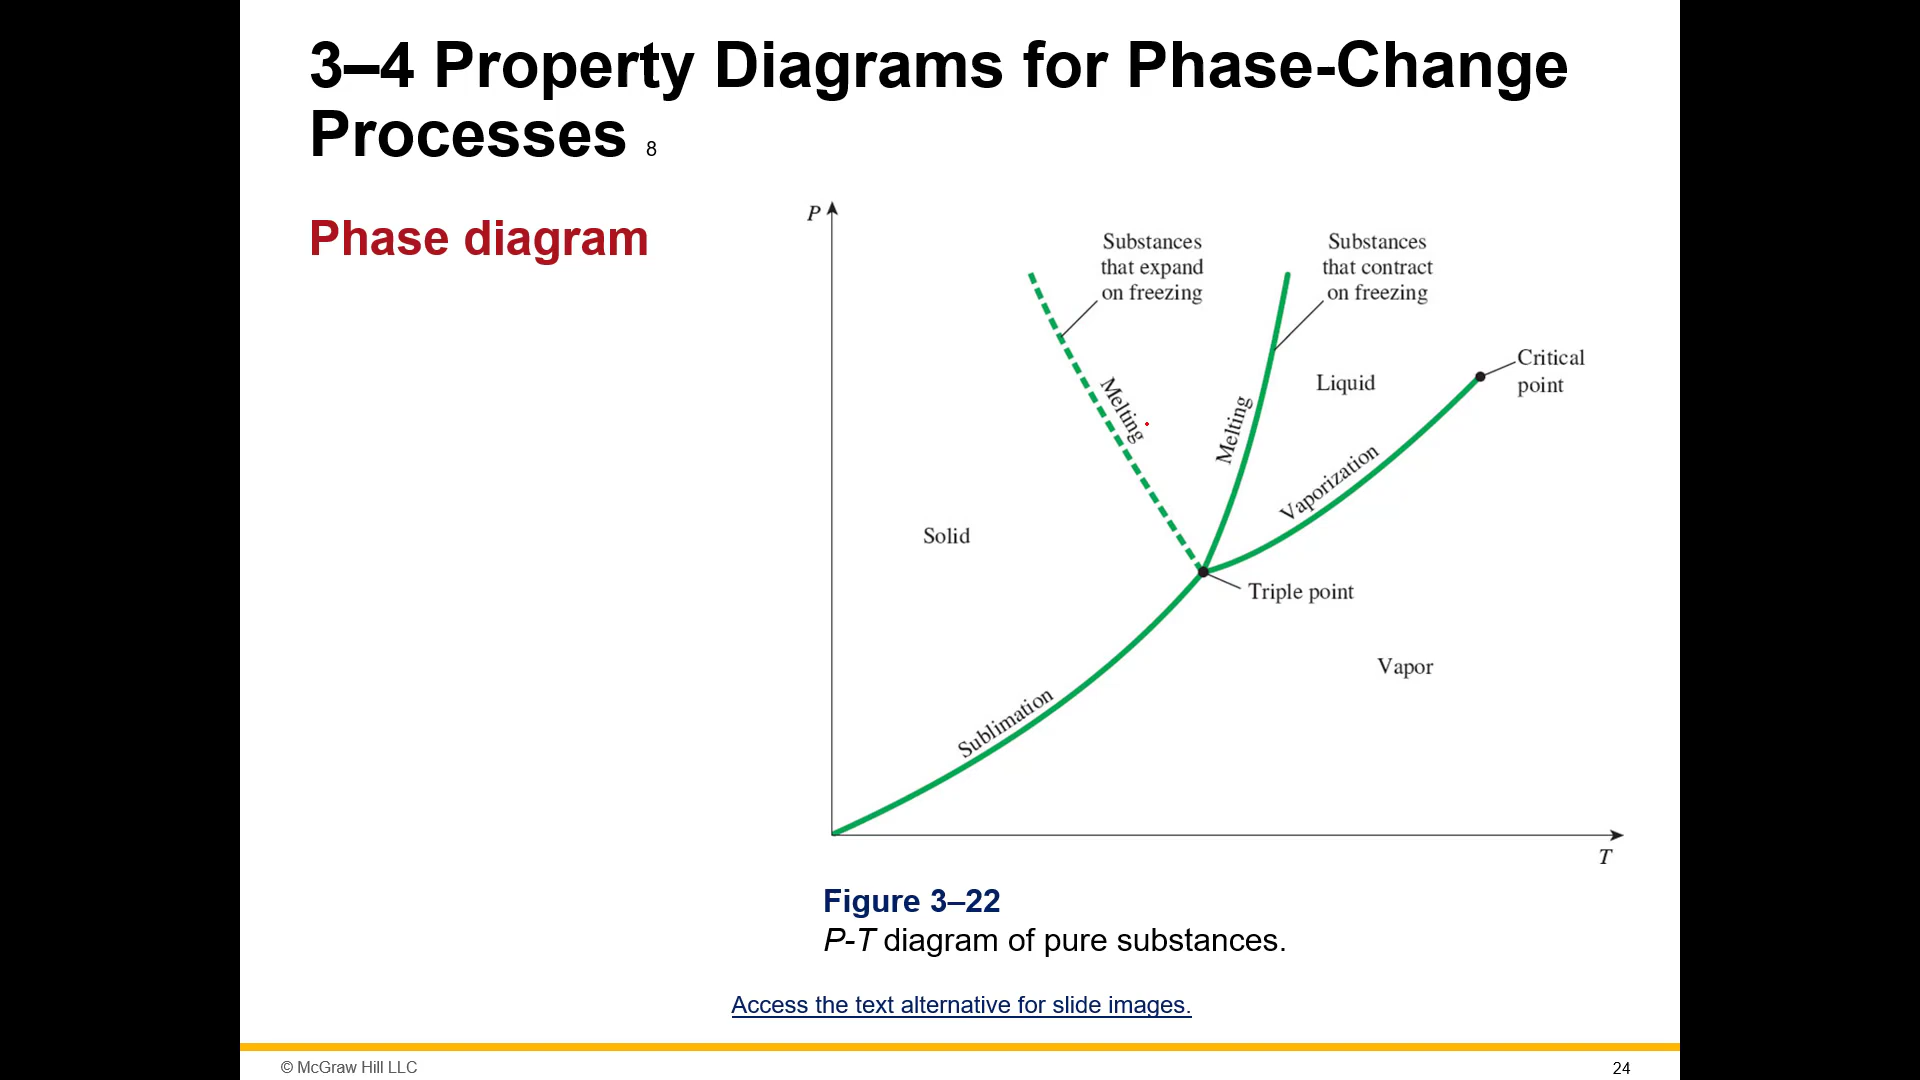 3–4 Property Diagrams for Phase-Change
Processes 8
Phase diagram
P
Substances
that expand
on freezing
Substances
that contract
on freezing
Melting
Melting
Liquid
Critical
point
Vaporization
Solid
Triple point
Vapor
Sublimation
T
Figure 3–22
P-T diagram of pure substances.
Access the text alternative for slide images.
© McGraw Hill LLC
24